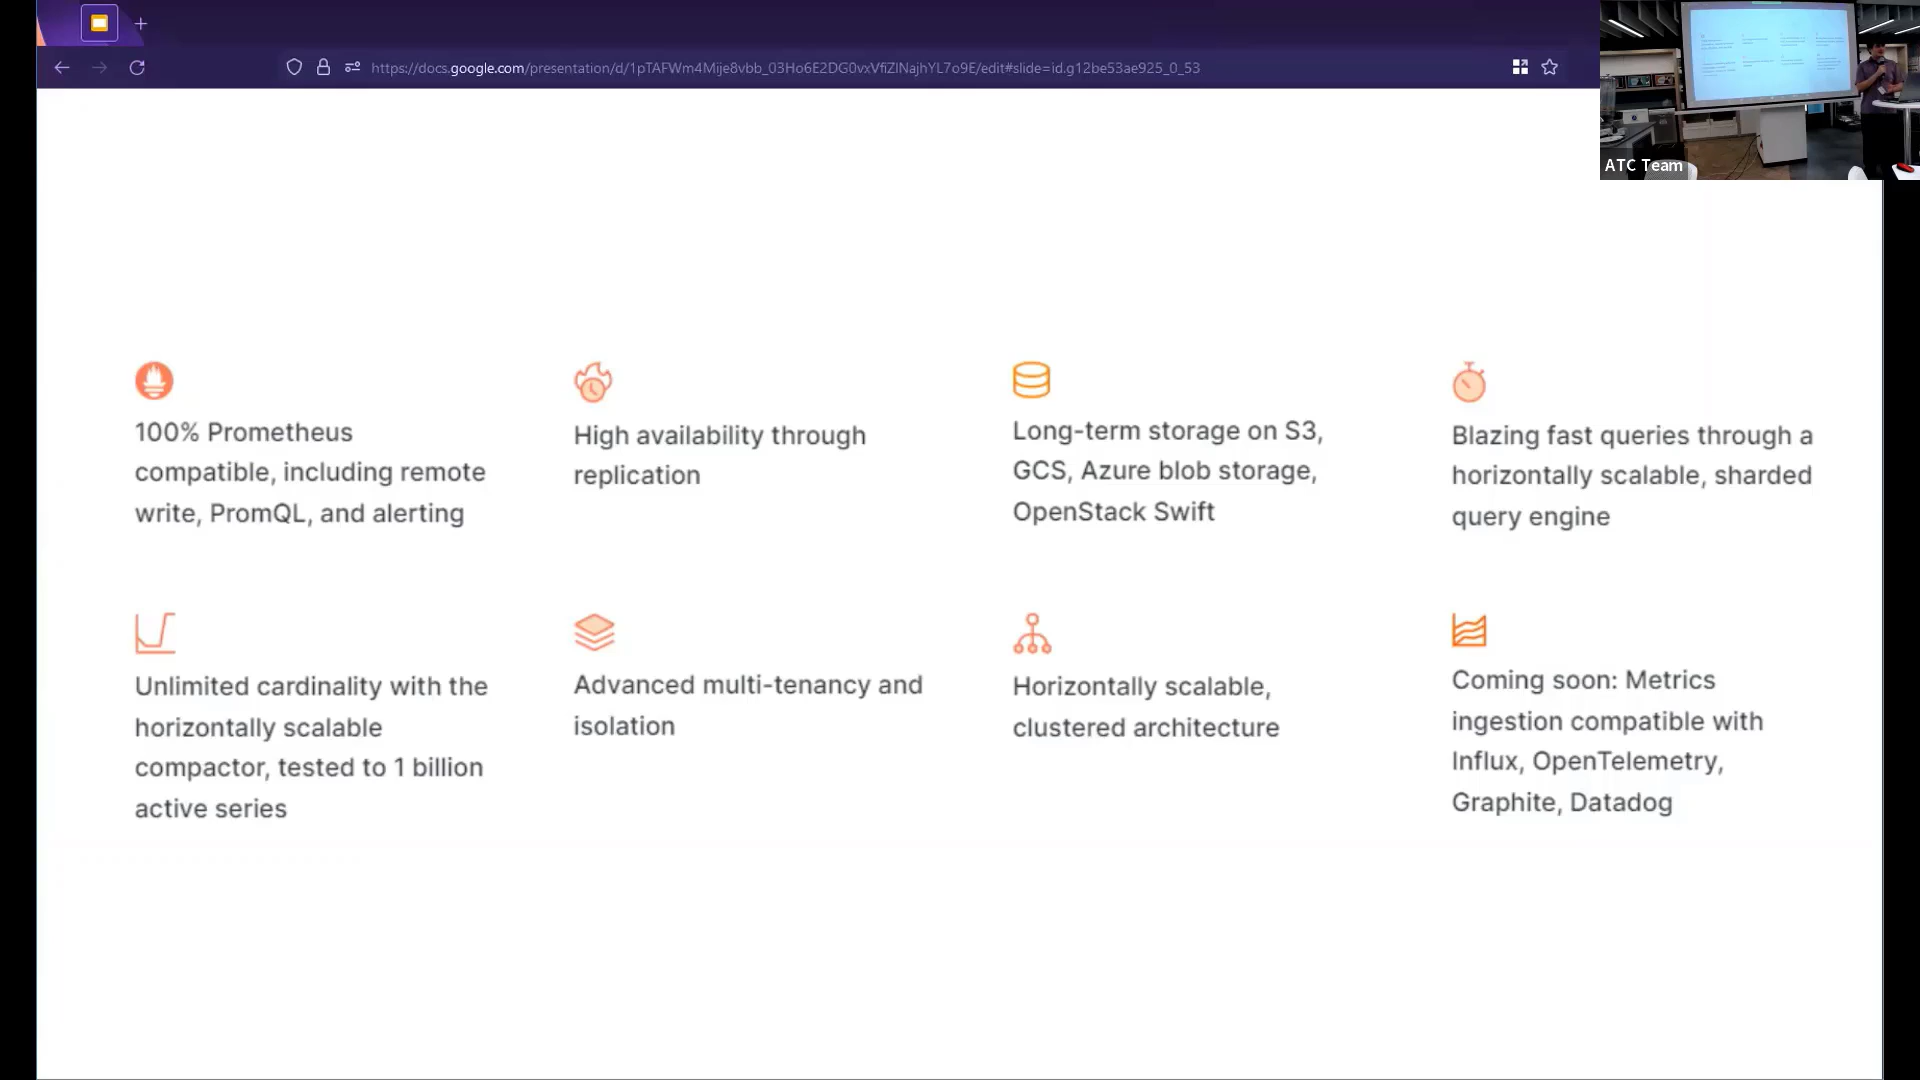 https://docs.google.com/presentation/d/1pTAFWm4Mije8vbb_03Ho6E2DG0vxVfiZlNajhYL7o9E/edit#slide=id.g12be53ae925_0_53
ATC Team
100% Prometheus
compatible, including remote
write, PromQL, and alerting
High availability through
replication
Long-term storage on S3,
GCS, Azure blob storage,
OpenStack Swift
Blazing fast queries through a
horizontally scalable, sharded
query engine
Unlimited cardinality with the
horizontally scalable
compactor, tested to 1 billion
active series
Advanced multi-tenancy and
isolation
Horizontally scalable,
clustered architecture
Coming soon: Metrics
ingestion compatible with
Influx, OpenTelemetry,
Graphite, Datadog